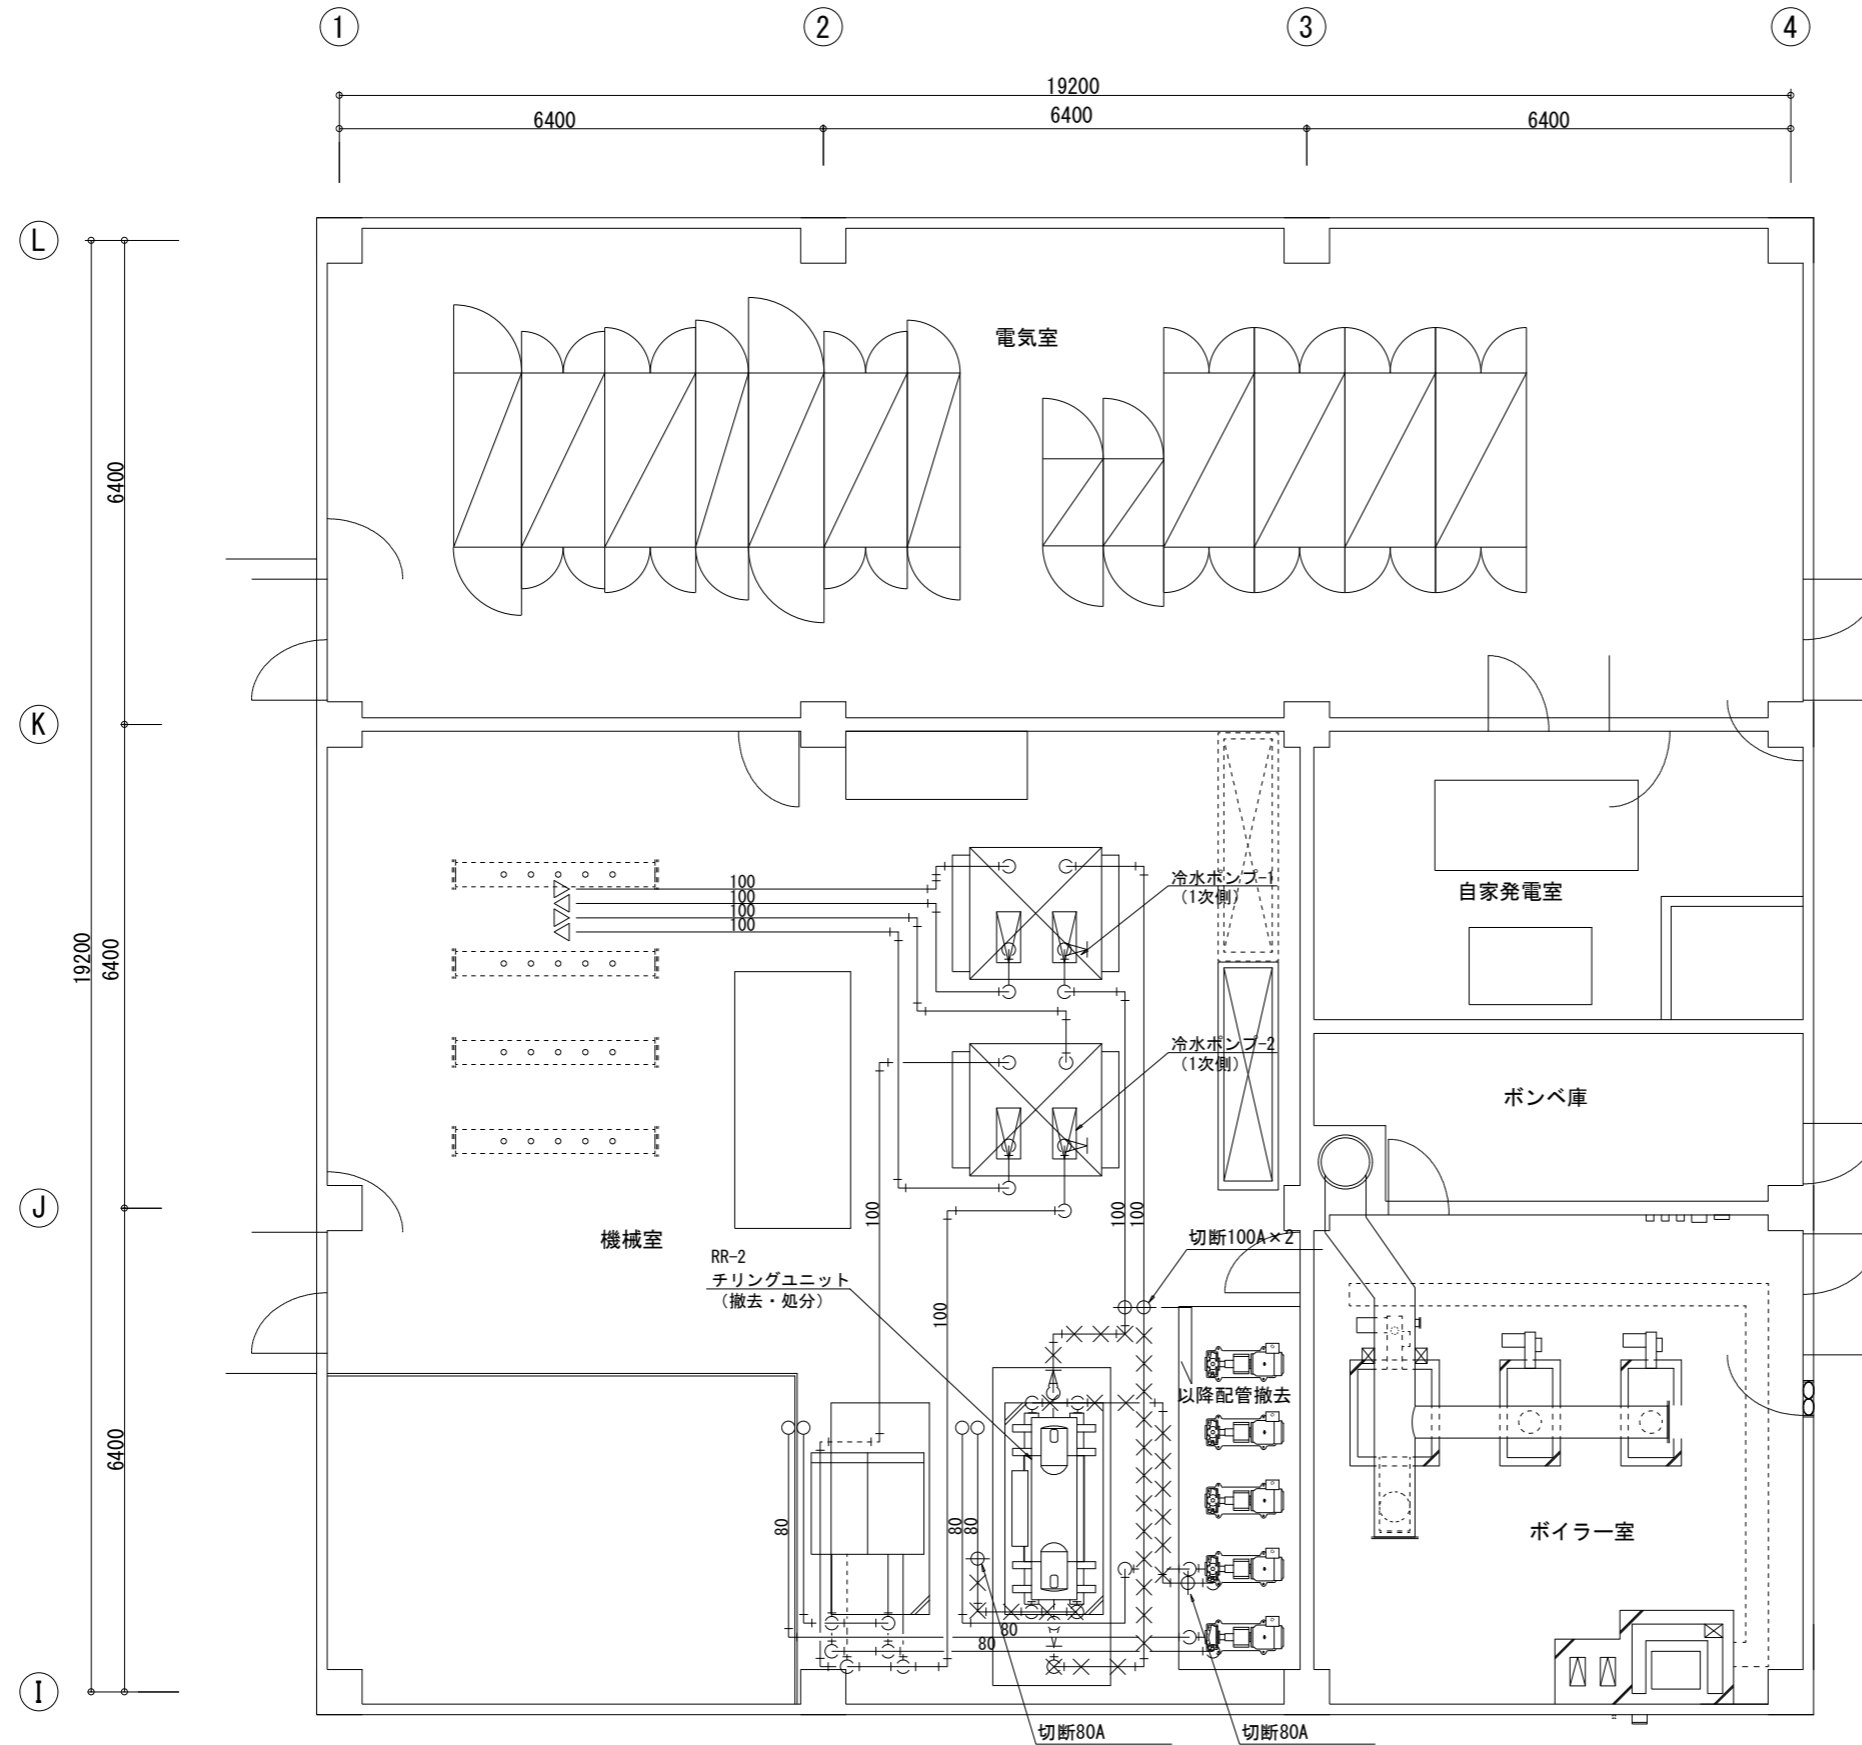 ① ② ③ ④
19200
6400 6400 6400
Ⓛ
電気室
6400
Ⓚ
100
100
100
100
冷水ポンプ-1
（1次側）
自家発電室
19200
6400
冷水ポンプ-2
（1次側）
ボンベ庫
Ⓙ
100
100
100
機械室
切断100A×2
RR-2
チリングユニット
（撤去・処分）
100
以降配管撤去
6400
80
80
80
ボイラー室
80
80
Ⓘ
切断80A 切断80A